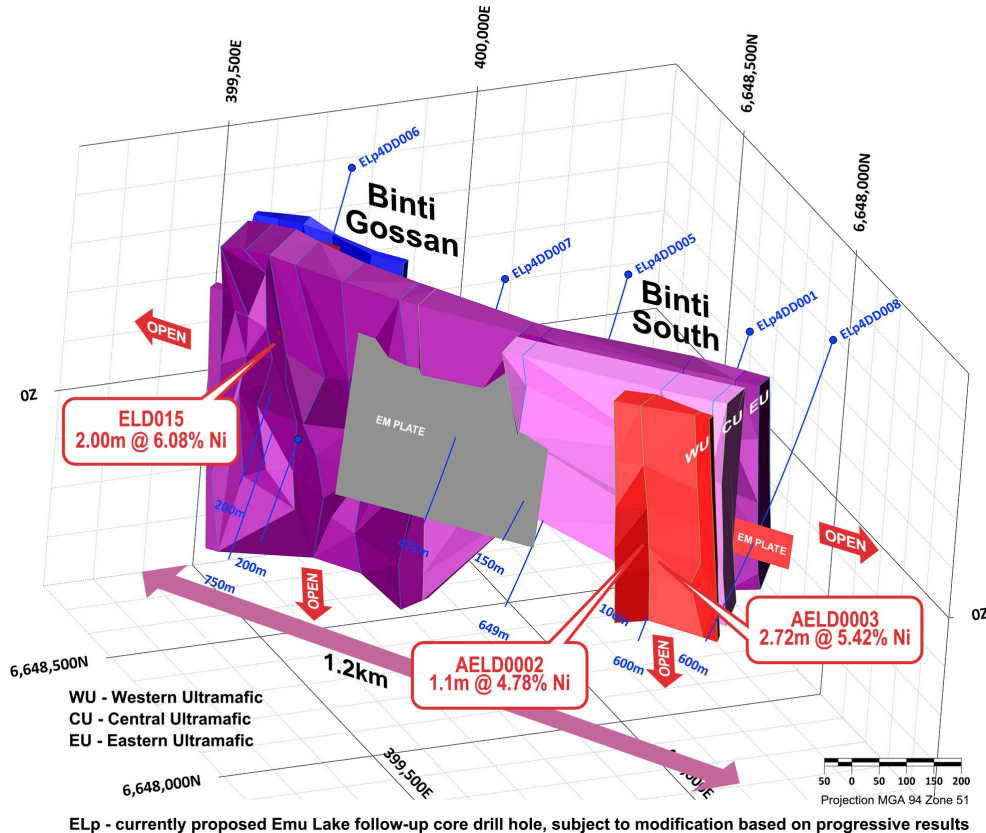 399,500E
400,000E
6,648,500N
6,648,000N
ELp4DD006
Binti
Gossan
ELp4DD007
ELp4DD005
Binti
South
ELp4DD001
ELp4DD008
OPEN
0Z
ELD015
2.00m @ 6.08% Ni
EM PLATE
WU
CU
EU
200m
200m
750m
471m
150m
649m
100m
600m
600m
EM PLATE
OPEN
OPEN
OPEN
0Z
AELD0003
2.72m @ 5.42% Ni
AELD0002
1.1m @ 4.78% Ni
1.2km
6,648,500N
WU - Western Ultramafic
CU - Central Ultramafic
EU - Eastern Ultramafic
6,648,000N
399,500E
50 0 50 100 150 200
Projection MGA 94 Zone 51
ELp - currently proposed Emu Lake follow-up core drill hole, subject to modification based on progressive results